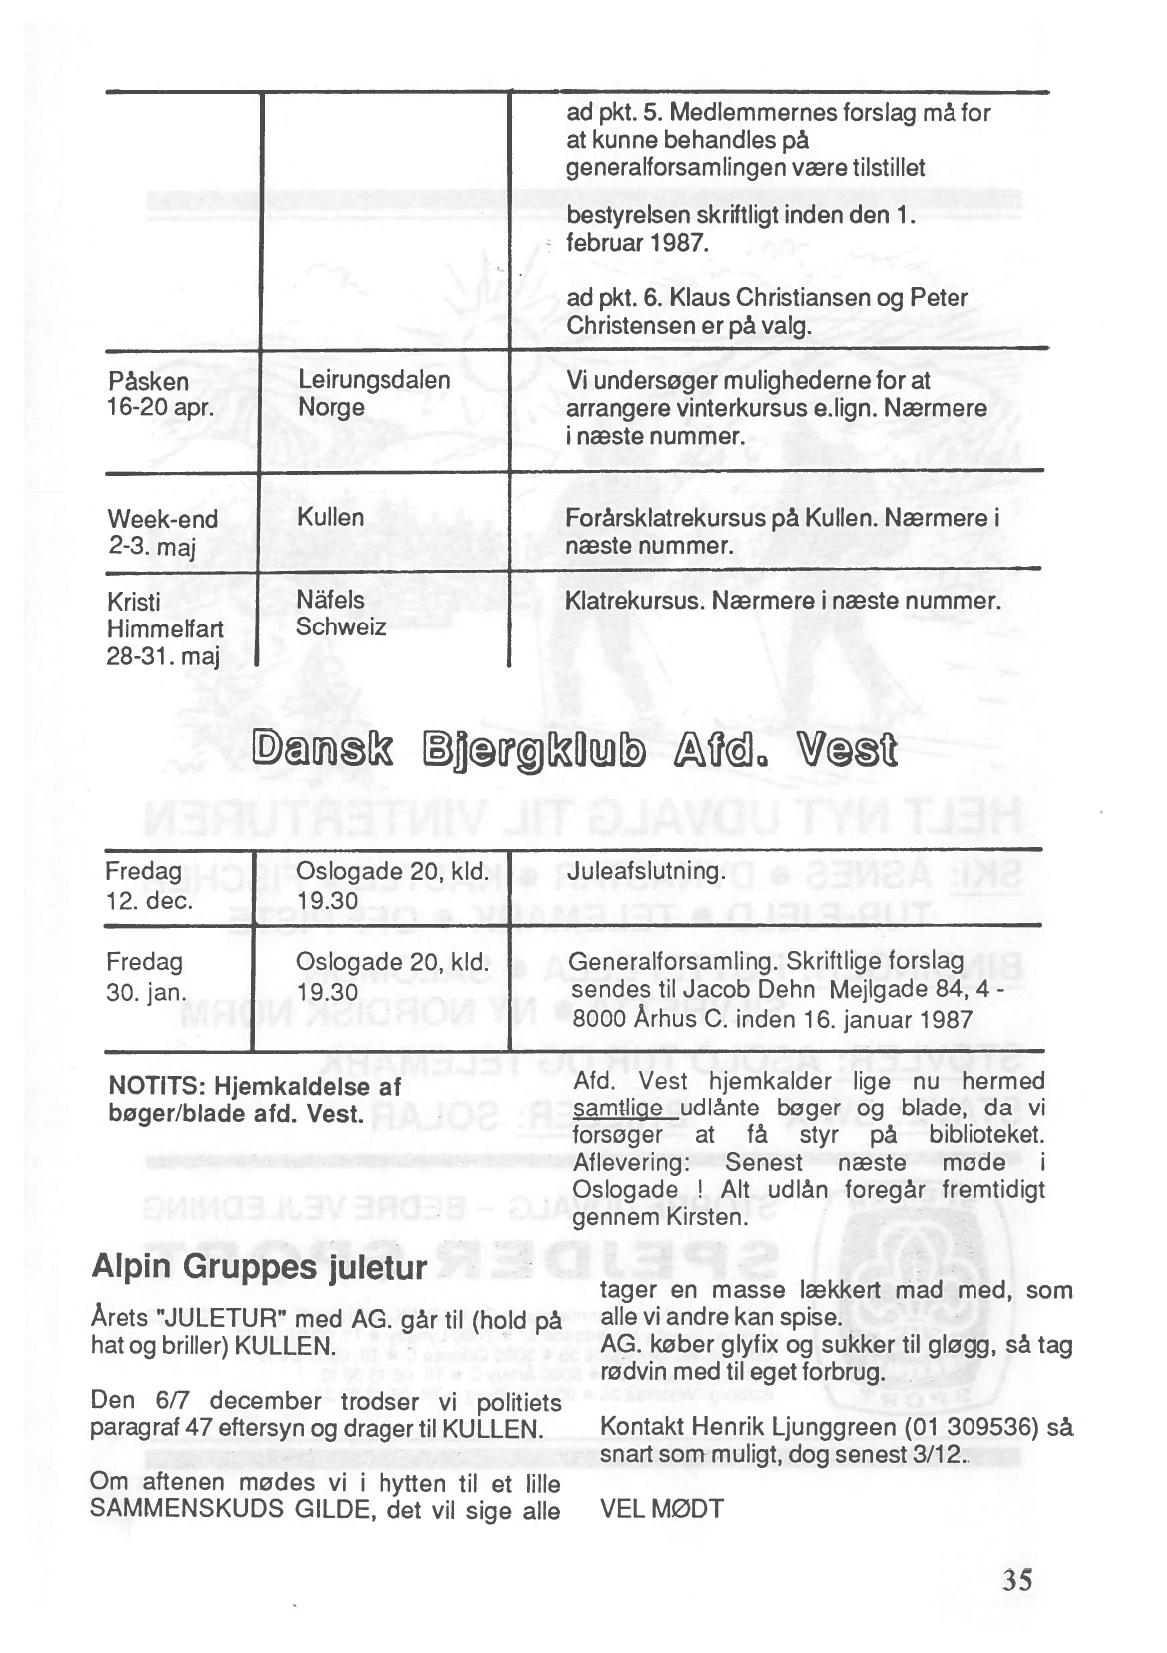 ad pkt. 5. Medlemmernes forslag må for
at kunne behandles på
generalforsamlingen være tilstillet
bestyrelsen skriftligt inden den 1.
februar 1987.
ad pkt. 6. Klaus Christiansen og Peter
Christensen er på valg.
Påsken
16-20 apr.
Leirungsdalen
Norge
Vi undersøger mulighederne for at
arrangere vinterkursus e.lign. Nærmere
i næste nummer.
Week-end
2-3. maj
Kullen
Forårsklatrekursus på Kullen. Nærmere i
næste nummer.
Kristi
Himmelfart
28-31. maj
Näfels
Schweiz
Klatrekursus. Nærmere i næste nummer.
Dansk Bjergklub Afd. Vest
Fredag
12. dec.
Oslogade 20, kld.
19.30
Juleafslutning.
Fredag
30. jan.
Oslogade 20, kld.
19.30
Generalforsamling. Skriftlige forslag
sendes til Jacob Dehn Mejlgade 84, 4 -
8000 Århus C. inden 16. januar 1987
NOTITS: Hjemkaldelse af
bøger/blade afd. Vest.
Afd. Vest hjemkalder lige nu hermed
samtlige udlånte bøger og blade, da vi
forsøger at få styr på biblioteket.
Aflevering: Senest næste møde i
Oslogade ! Alt udlån foregår fremtidigt
gennem Kirsten.
Alpin Gruppes juletur
Årets "JULETUR" med AG. går til (hold på
hat og briller) KULLEN.
Den 6/7 december trodser vi politiets
paragraf 47 eftersyn og drager til KULLEN.
Om aftenen mødes vi i hytten til et lille
SAMMENSKUDS GILDE, det vil sige alle
tager en masse lækkert mad med, som
alle vi andre kan spise.
AG. køber glyfix og sukker til gløgg, så tag
rødvin med til eget forbrug.
Kontakt Henrik Ljunggreen (01 309536) så
snart som muligt, dog senest 3/12.
VEL MØDT
35